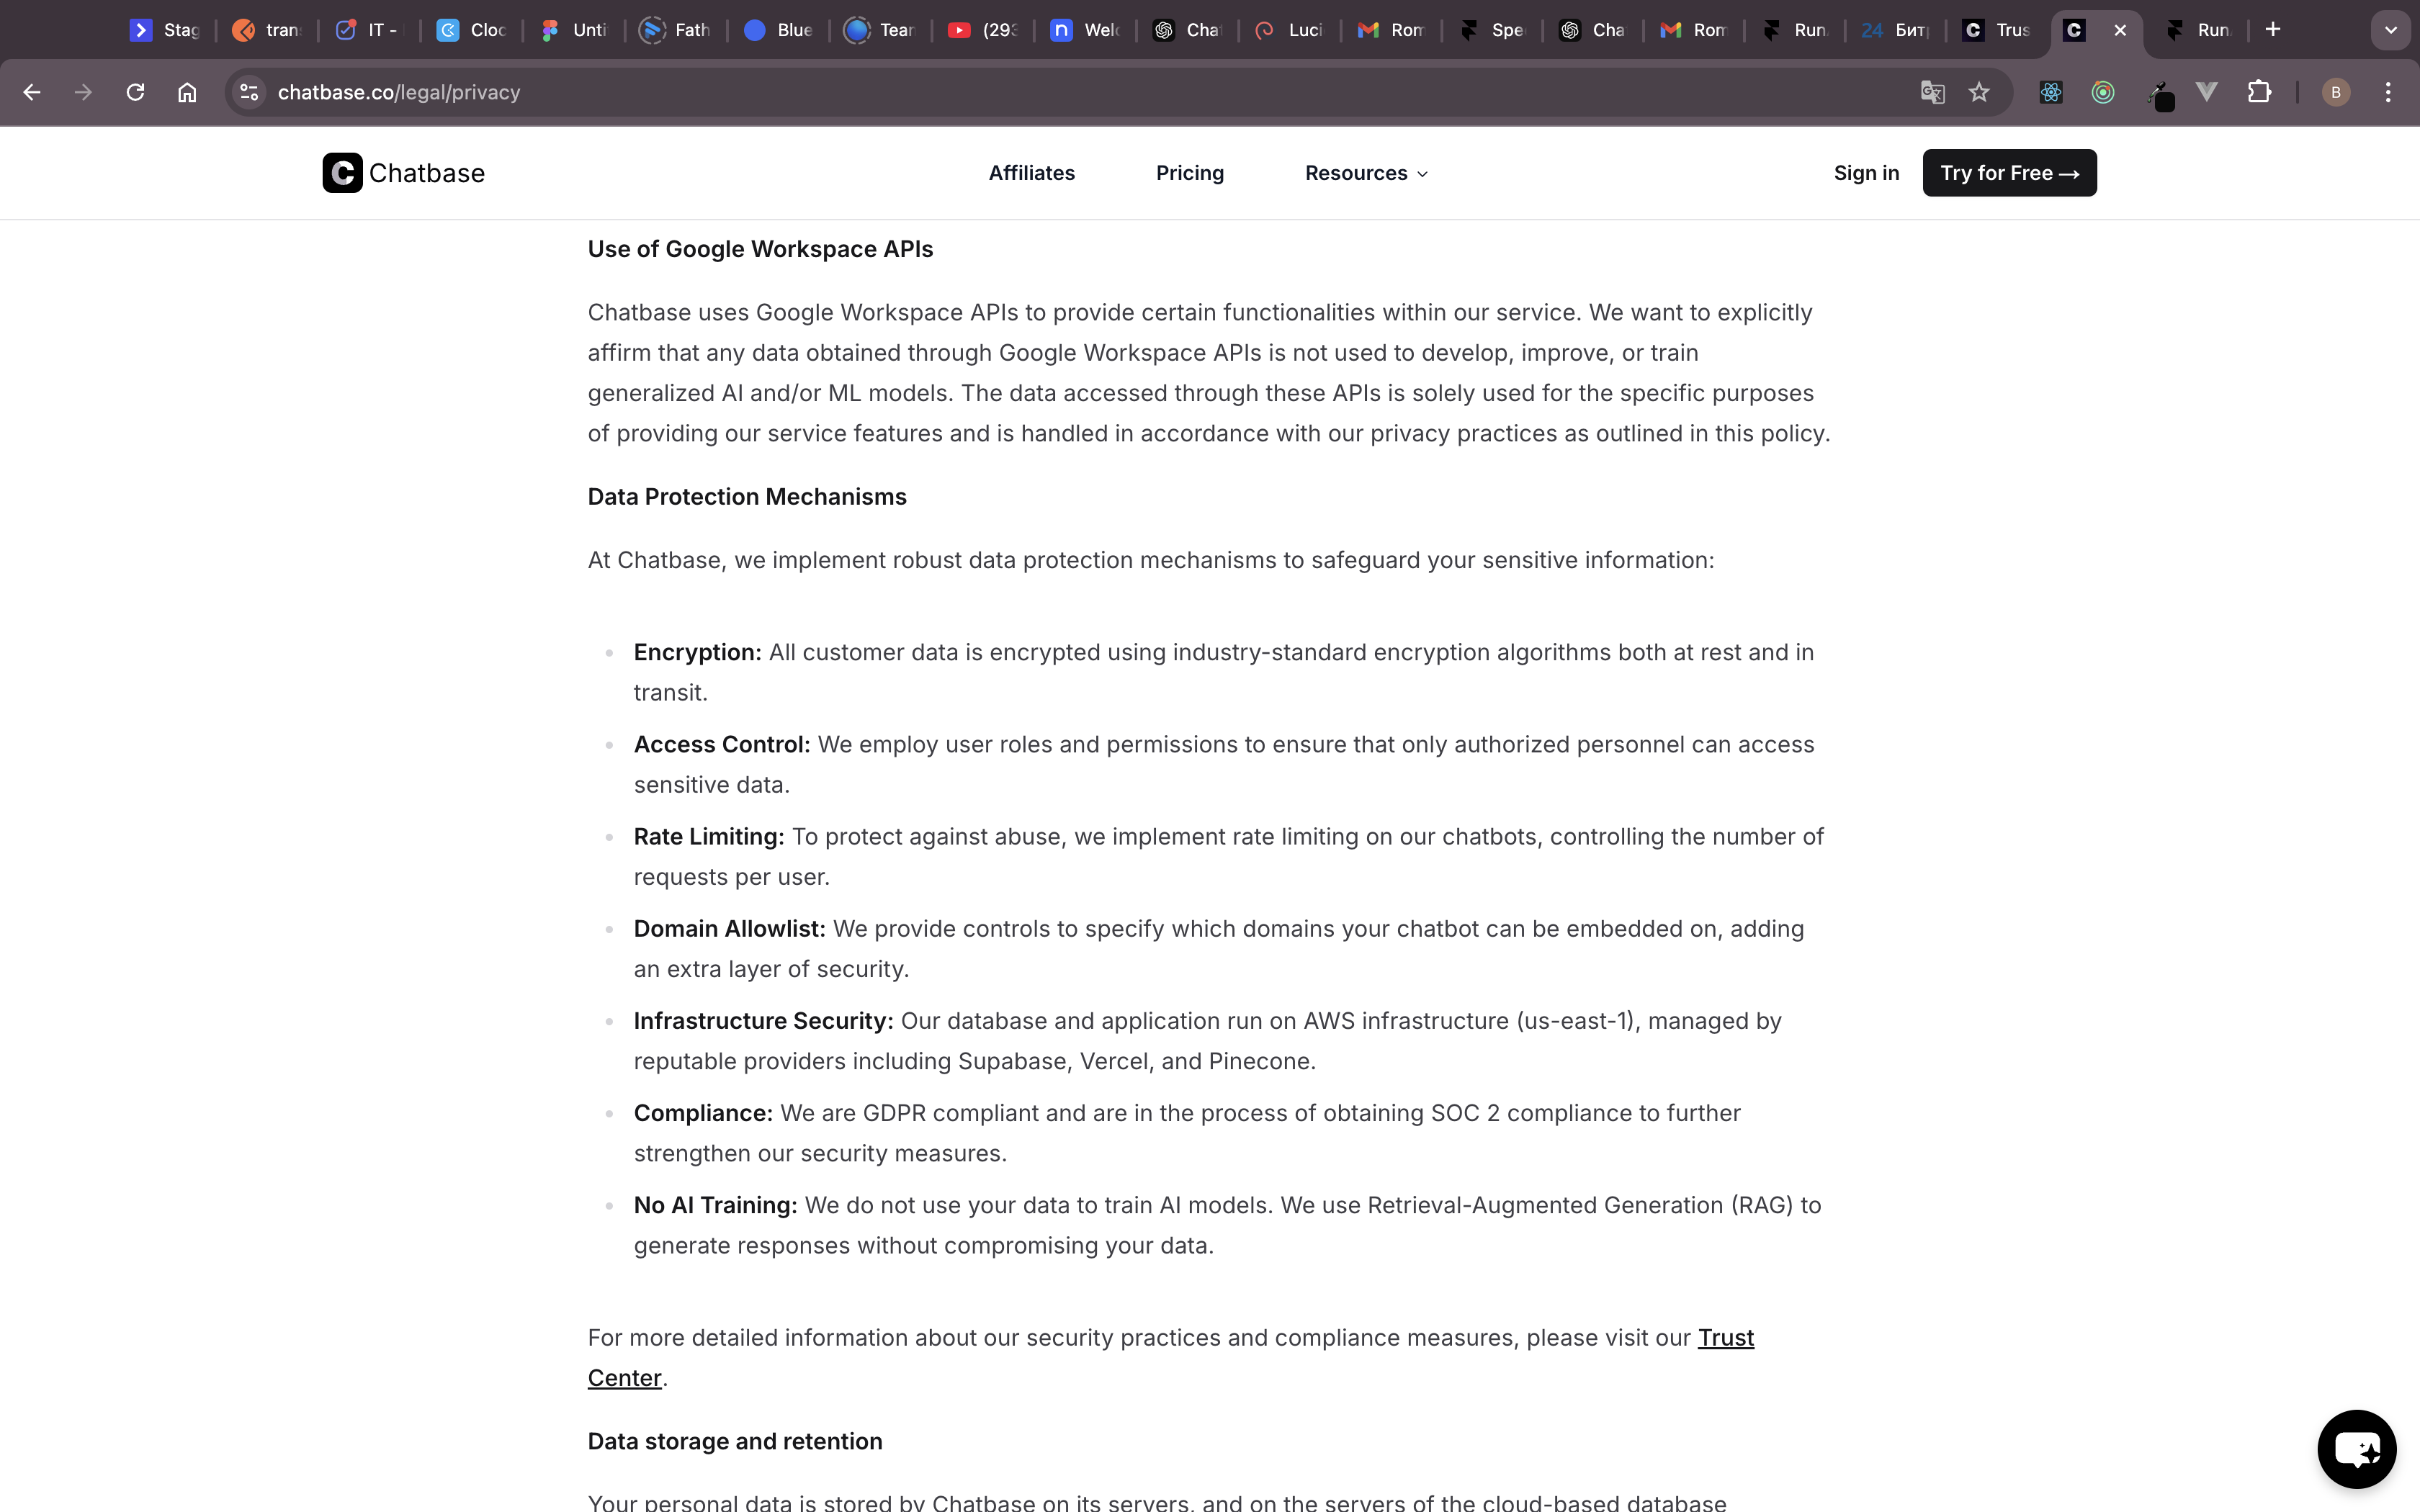 Stag
tran
IT -
Cloc
Unti
Fath
Blue
Tean
(293
Welc
Chat
Luci
Rom
Spe
Chat
Rom
Run
24 Битр
Trus
Run
chatbase.co/legal/privacy
B
Chatbase
Affiliates
Pricing
Resources
Sign in
Try for Free →
Use of Google Workspace APIs
Chatbase uses Google Workspace APIs to provide certain functionalities within our service. We want to explicitly
affirm that any data obtained through Google Workspace APIs is not used to develop, improve, or train
generalized AI and/or ML models. The data accessed through these APIs is solely used for the specific purposes
of providing our service features and is handled in accordance with our privacy practices as outlined in this policy.
Data Protection Mechanisms
At Chatbase, we implement robust data protection mechanisms to safeguard your sensitive information:
Encryption: All customer data is encrypted using industry-standard encryption algorithms both at rest and in
transit.
Access Control: We employ user roles and permissions to ensure that only authorized personnel can access
sensitive data.
Rate Limiting: To protect against abuse, we implement rate limiting on our chatbots, controlling the number of
requests per user.
Domain Allowlist: We provide controls to specify which domains your chatbot can be embedded on, adding
an extra layer of security.
Infrastructure Security: Our database and application run on AWS infrastructure (us-east-1), managed by
reputable providers including Supabase, Vercel, and Pinecone.
Compliance: We are GDPR compliant and are in the process of obtaining SOC 2 compliance to further
strengthen our security measures.
No AI Training: We do not use your data to train AI models. We use Retrieval-Augmented Generation (RAG) to
generate responses without compromising your data.
For more detailed information about our security practices and compliance measures, please visit our Trust
Center.
Data storage and retention
Your personal data is stored by Chatbase on its servers, and on the servers of the cloud-based database